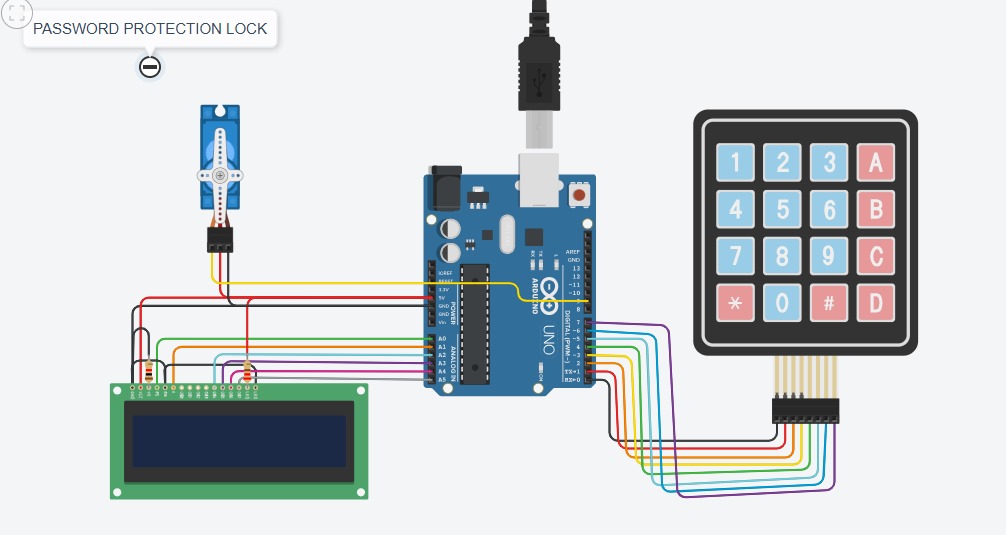 PASSWORD PROTECTION LOCK
1 2 3 A
4 5 6 B
7 8 9 C
* 0 # D
AREF
GND
13
12
~11
~10
9
8
7
~6
~5
4
~3
2
TX→1
RX←0
DIGITAL (PWM~)
IOREF
RESET
3.3V
5V
GND
GND
Vin
POWER
A0
A1
A2
A3
A4
A5
ANALOG IN
TX
RX
L
ON
ARDUINO
UNO